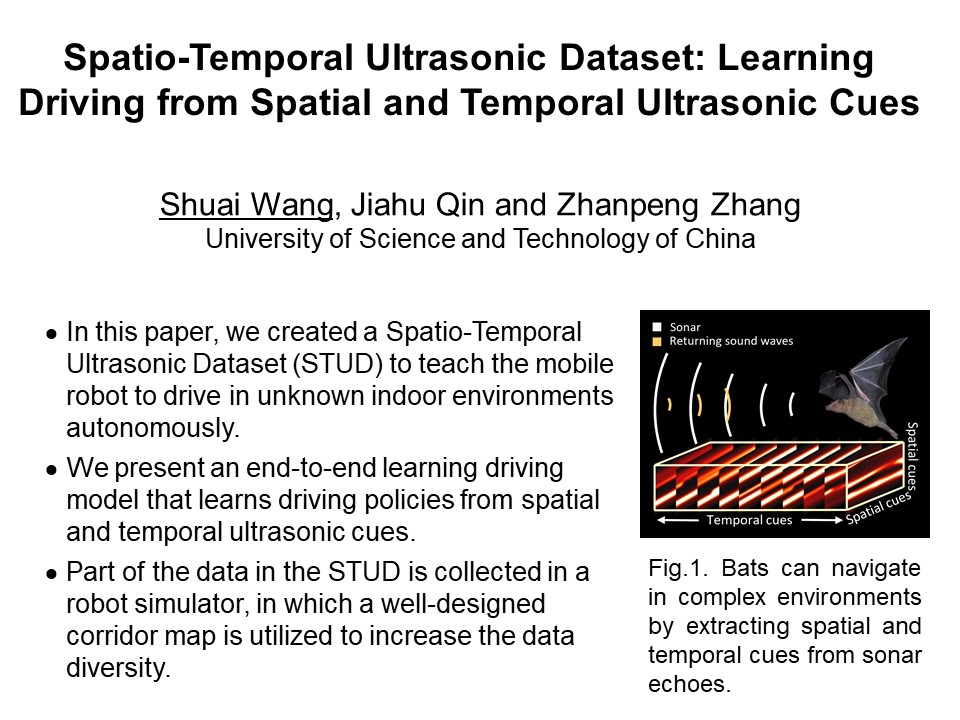 Spatio-Temporal Ultrasonic Dataset: Learning
Driving from Spatial and Temporal Ultrasonic Cues
Shuai Wang, Jiahu Qin and Zhanpeng Zhang
University of Science and Technology of China
● In this paper, we created a Spatio-Temporal
Ultrasonic Dataset (STUD) to teach the mobile
robot to drive in unknown indoor environments
autonomously.
● We present an end-to-end learning driving
model that learns driving policies from spatial
and temporal ultrasonic cues.
● Part of the data in the STUD is collected in a
robot simulator, in which a well-designed
corridor map is utilized to increase the data
diversity.
Sonar
Returning sound waves
Spatial cues
Temporal cues
Spatial cues
Fig.1. Bats can navigate
in complex environments
by extracting spatial and
temporal cues from sonar
echoes.